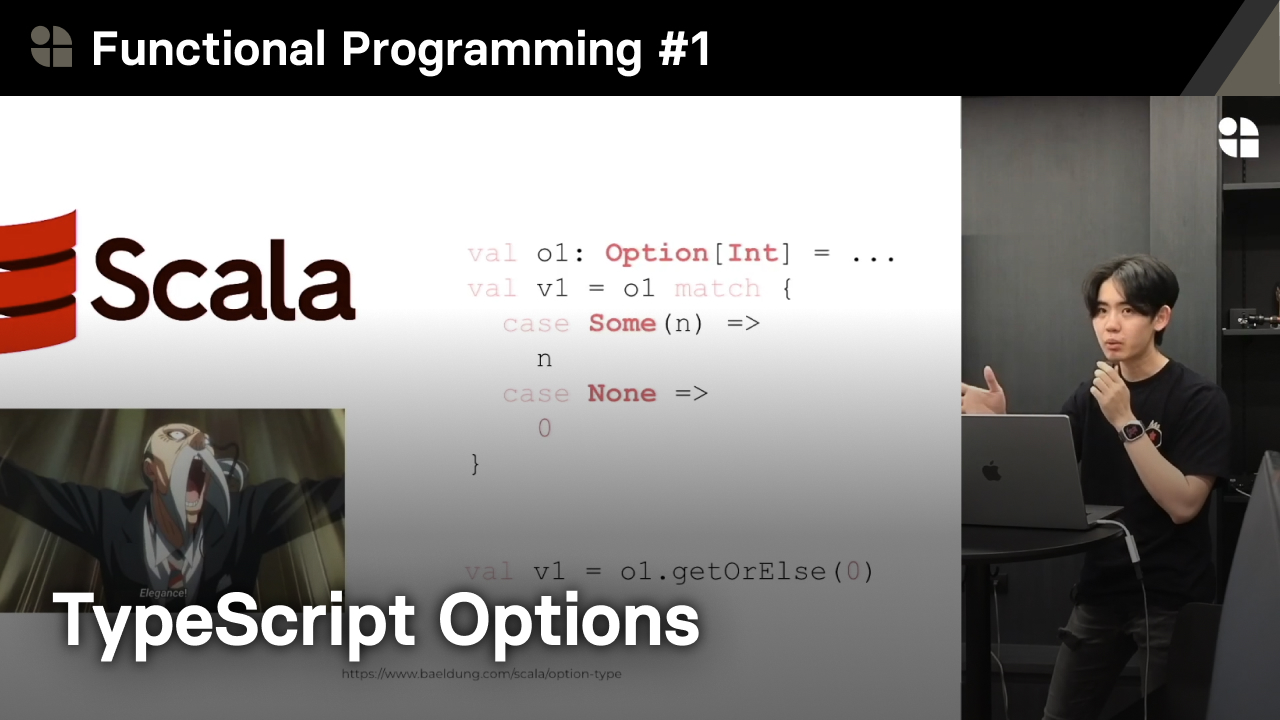 Functional Programming #1
Scala
val o1: Option[Int] = ...
val v1 = o1 match {
case Some(n) =>
n
case None =>
0
}
Elegance!
val v1 = o1.getOrElse(0)
TypeScript Options
https://www.baeldung.com/scala/option-type